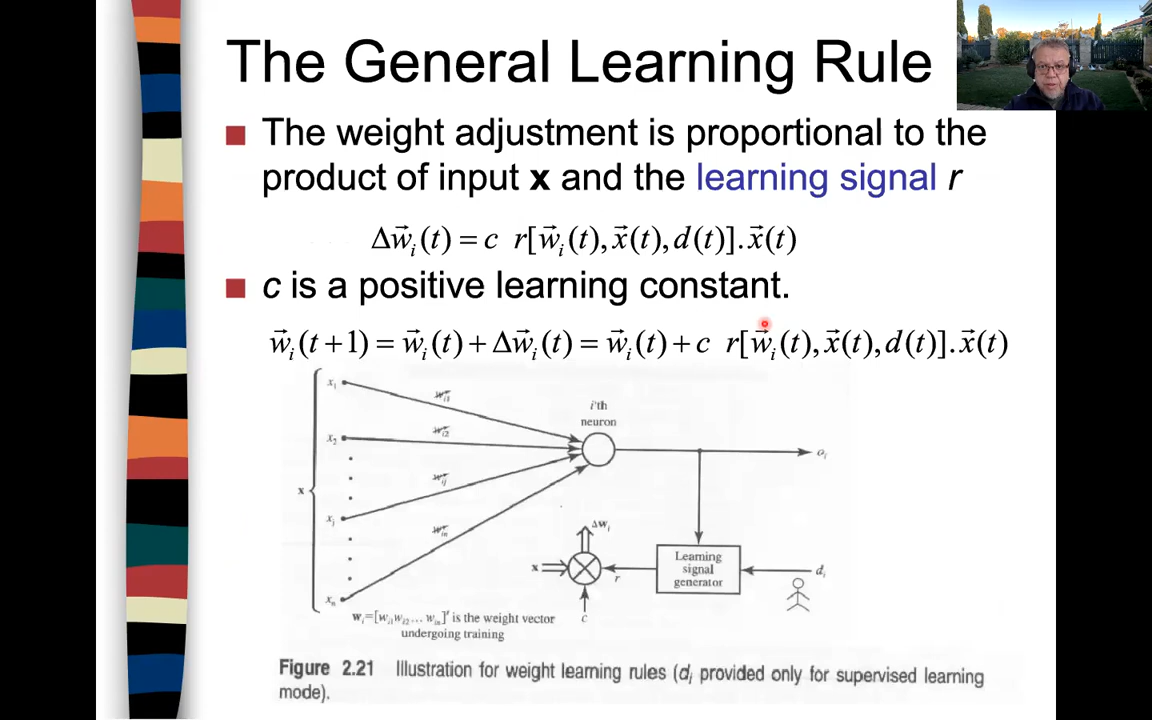 The General Learning Rule
The weight adjustment is proportional to the
product of input x and the learning signal r
Δw⃗ᵢ(t) = c r[w⃗ᵢ(t), x⃗(t), d(t)].x⃗(t)
c is a positive learning constant.
w⃗ᵢ(t+1) = w⃗ᵢ(t) + Δw⃗ᵢ(t) = w⃗ᵢ(t) + c r[w⃗ᵢ(t), x⃗(t), d(t)].x⃗(t)
x₁
wᵢ₁
i'th
neuron
x₂
wᵢ₂
oᵢ
x
wᵢⱼ
xⱼ
wᵢₙ
Δwᵢ
Learning
signal
generator
x
r
dᵢ
xₙ
c
wᵢ=[wᵢ₁wᵢ₂... wᵢₙ]ᵗ is the weight vector
undergoing training
Figure 2.21 Illustration for weight learning rules (dᵢ provided only for supervised learning
mode).